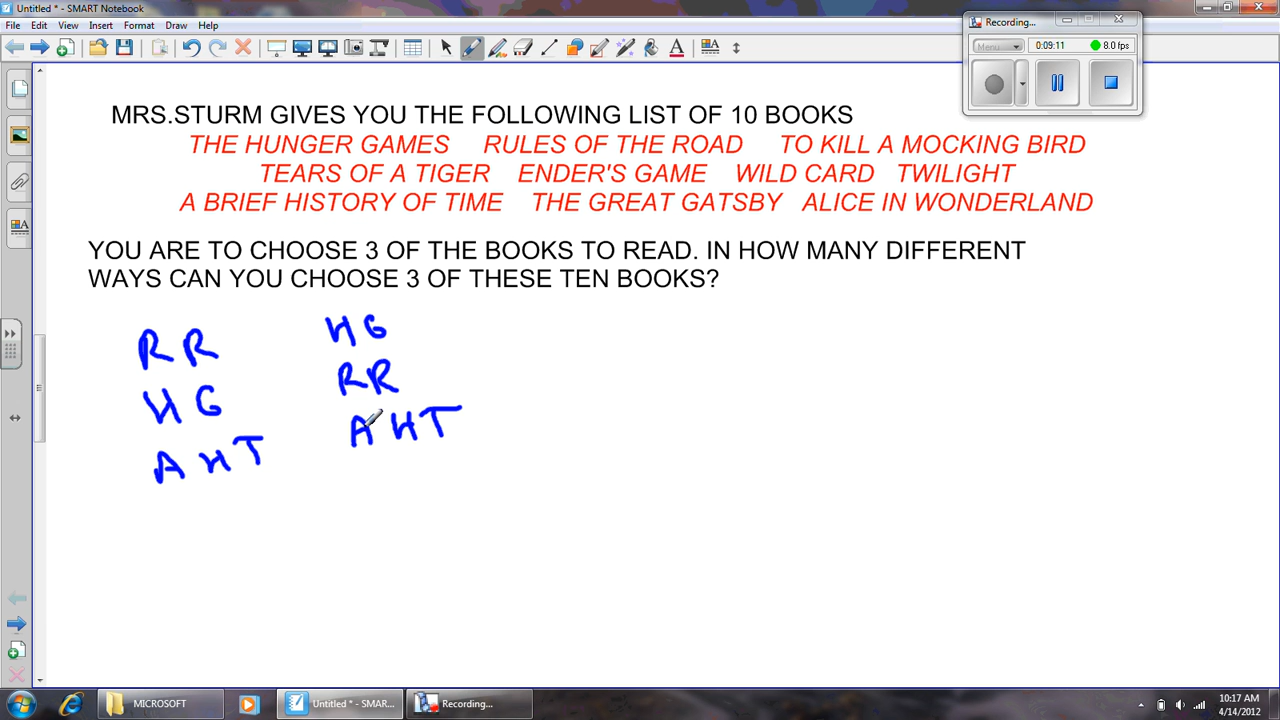 Untitled * - SMART Notebook
File Edit View Insert Format Draw Help
Recording...
Menu 0:09:11 8.0 fps
MRS.STURM GIVES YOU THE FOLLOWING LIST OF 10 BOOKS
THE HUNGER GAMES RULES OF THE ROAD TO KILL A MOCKING BIRD
TEARS OF A TIGER ENDER'S GAME WILD CARD TWILIGHT
A BRIEF HISTORY OF TIME THE GREAT GATSBY ALICE IN WONDERLAND
YOU ARE TO CHOOSE 3 OF THE BOOKS TO READ. IN HOW MANY DIFFERENT
WAYS CAN YOU CHOOSE 3 OF THESE TEN BOOKS?
RR HG
HG RR
AHT AHT
MICROSOFT Untitled * - SMAR... Recording... 10:17 AM
4/14/2012